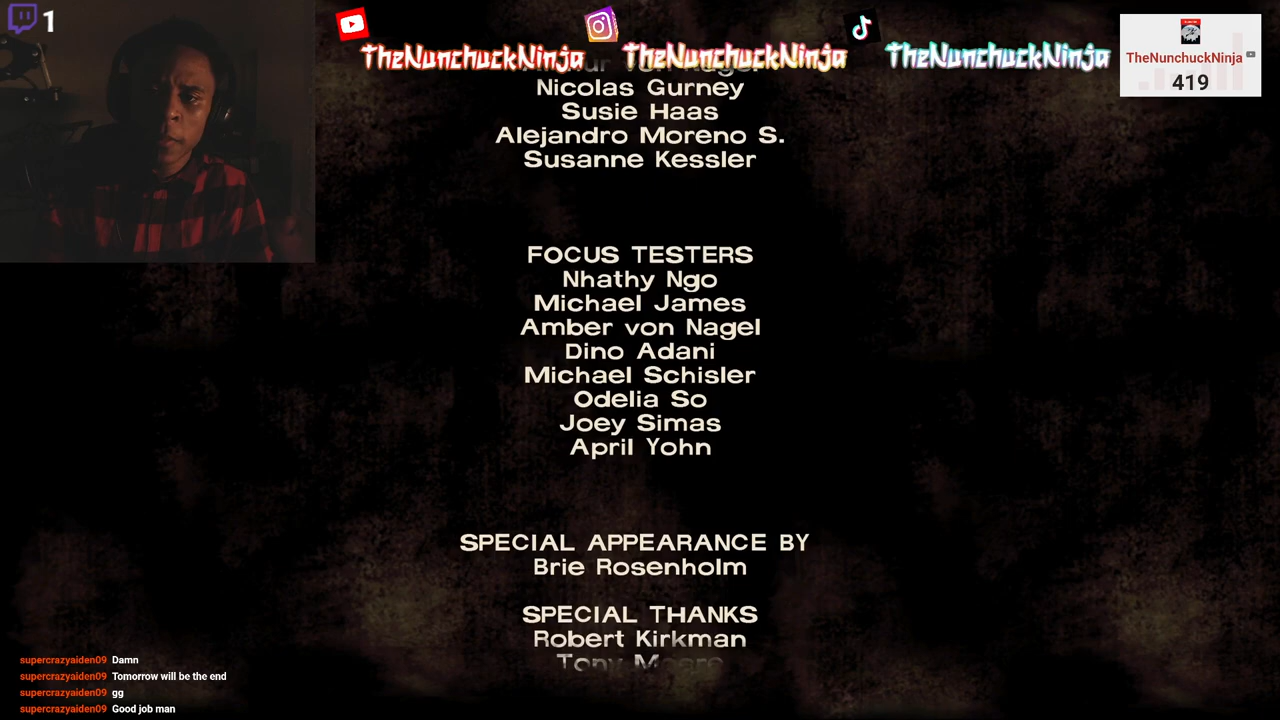 1
TheNunchuckNinja
TheNunchuckNinja
TheNunchuckNinja
TheNunchuckNinja
419
Nicolas Gurney
Susie Haas
Alejandro Moreno S.
Susanne Kessler
FOCUS TESTERS
Nhathy Ngo
Michael James
Amber von Nagel
Dino Adani
Michael Schisler
Odelia So
Joey Simas
April Yohn
SPECIAL APPEARANCE BY
Brie Rosenholm
SPECIAL THANKS
Robert Kirkman
Tony Moore
supercrazyaiden09 Damn
supercrazyaiden09 Tomorrow will be the end
supercrazyaiden09 gg
supercrazyaiden09 Good job man